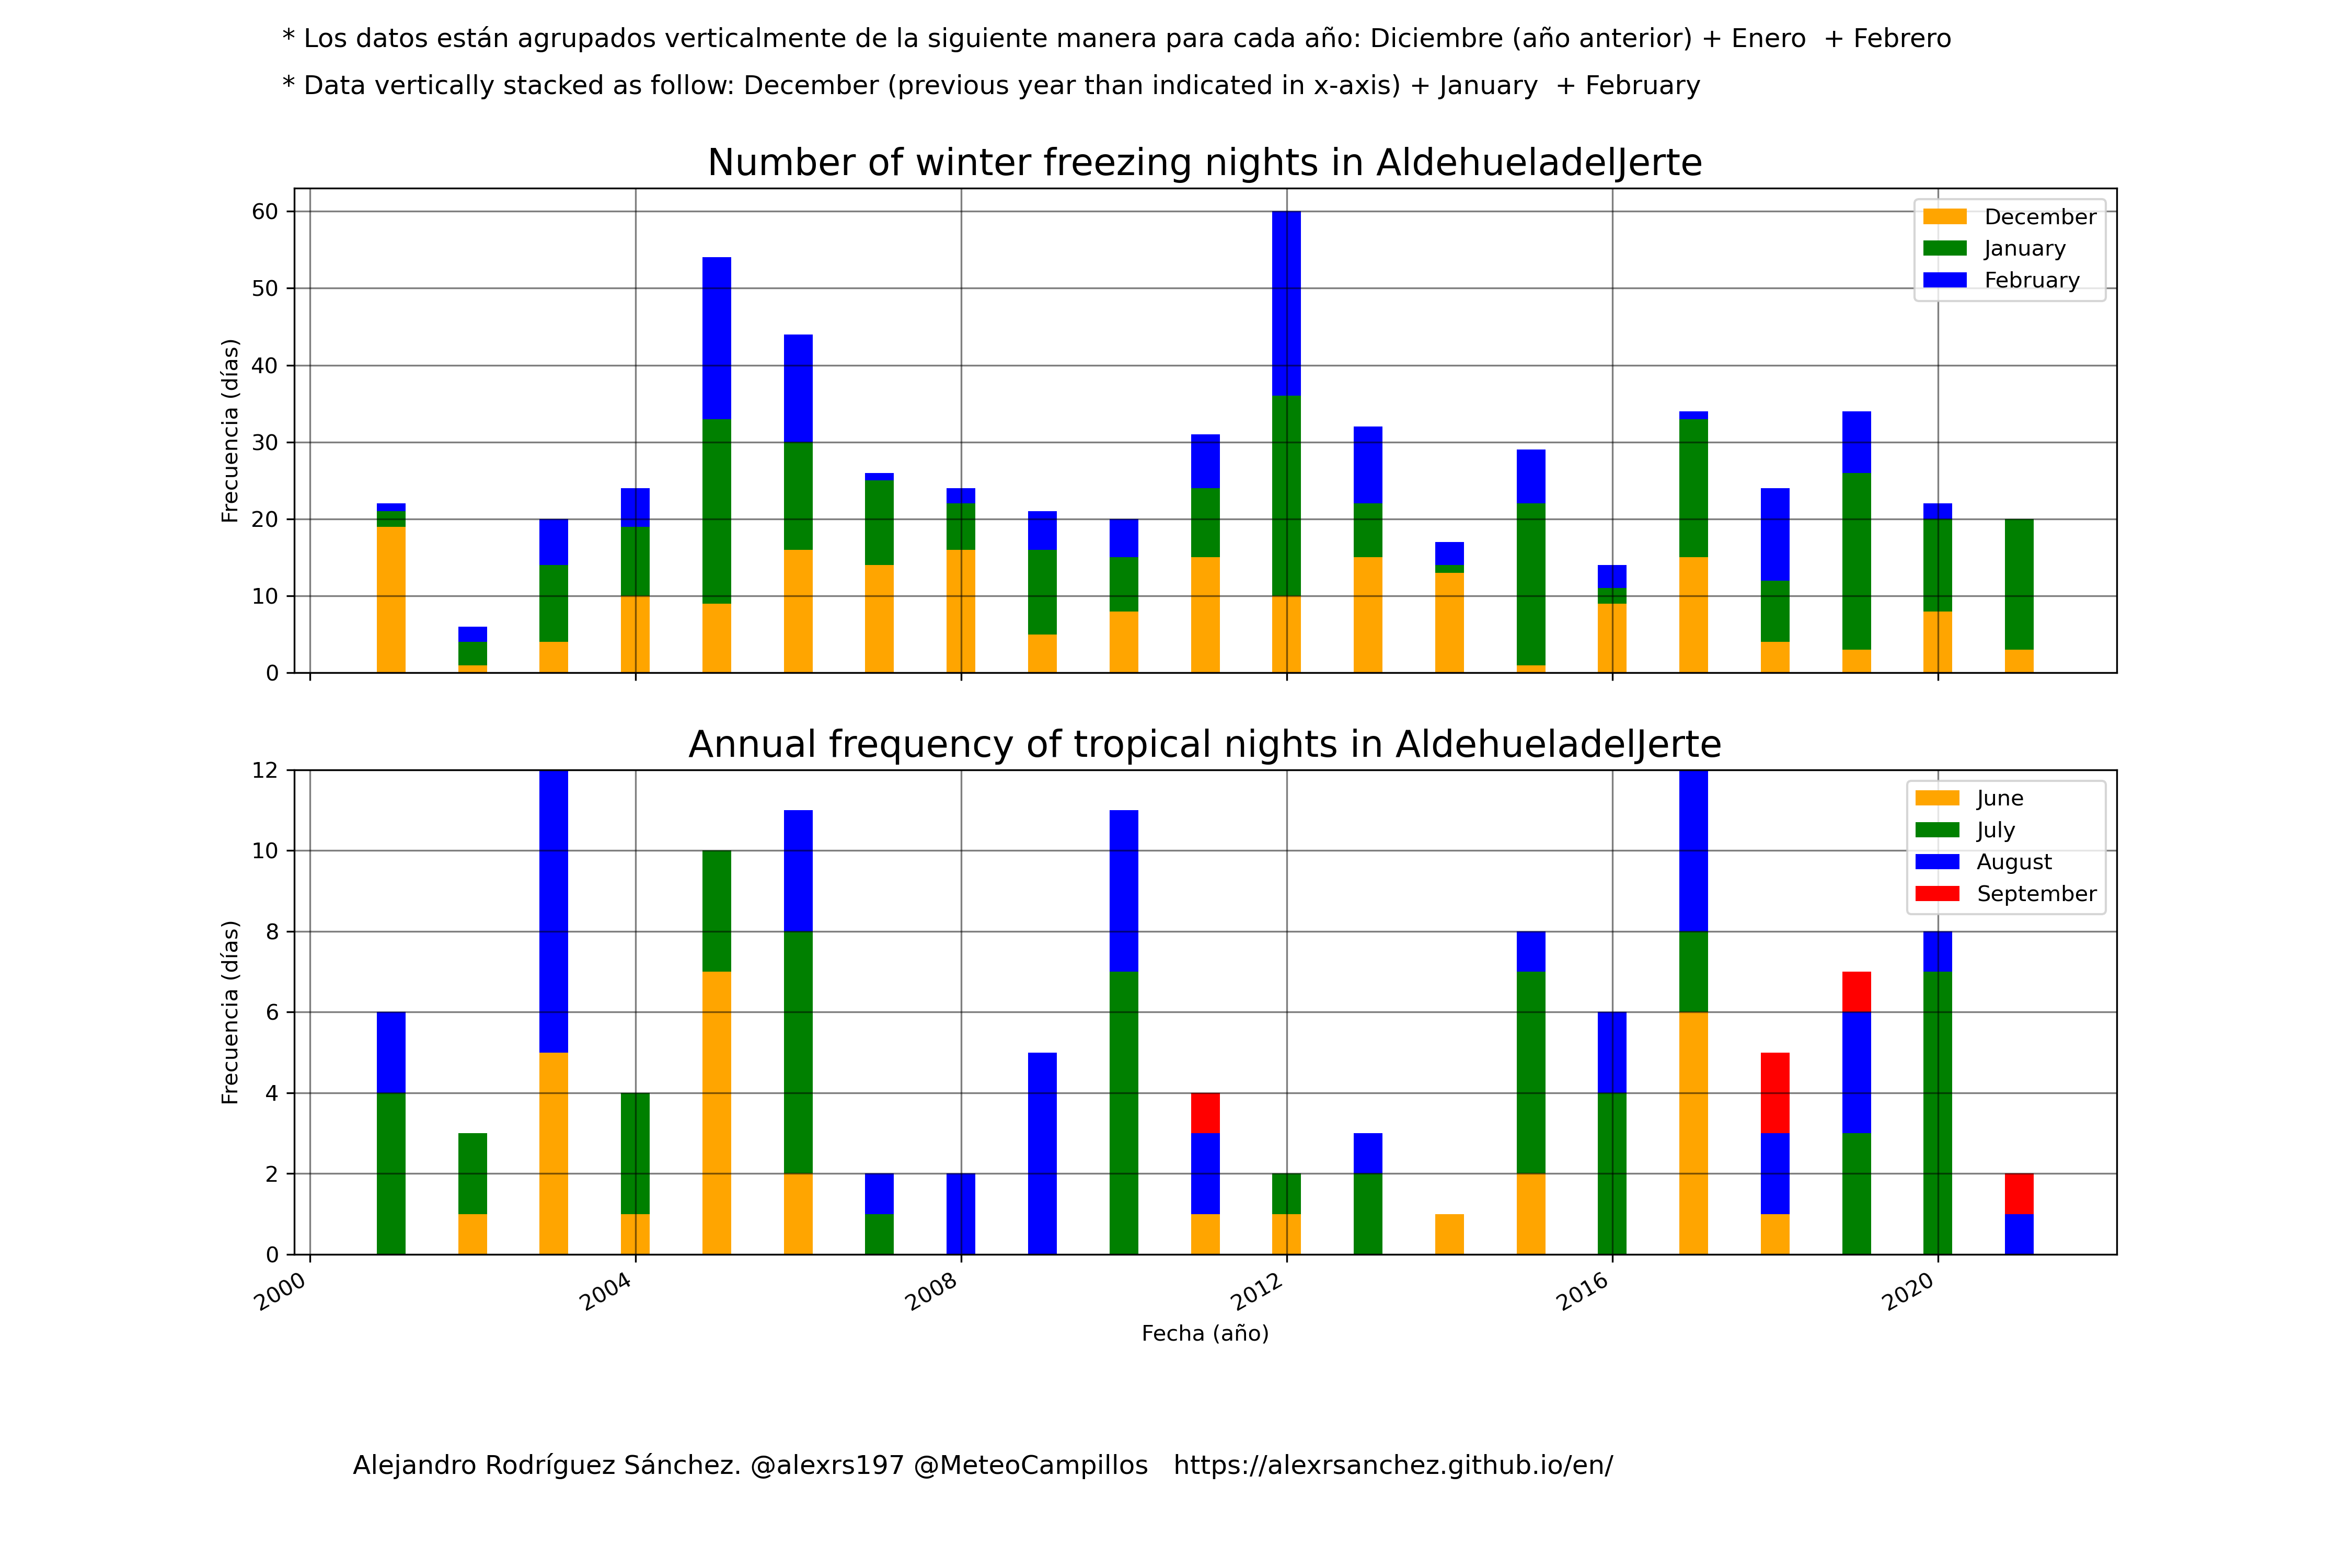 * Los datos están agrupados verticalmente de la siguiente manera para cada año: Diciembre (año anterior) + Enero  + Febrero
* Data vertically stacked as follow: December (previous year than indicated in x-axis) + January  + February
Number of winter freezing nights in AldehueladelJerte
60
50
40
30
20
10
0
Frecuencia (días)
December
January
February
Annual frequency of tropical nights in AldehueladelJerte
12
10
8
6
4
2
0
Frecuencia (días)
June
July
August
September
2000
2004
2008
2012
2016
2020
Fecha (año)
Alejandro Rodríguez Sánchez. @alexrs197 @MeteoCampillos   https://alexrsanchez.github.io/en/